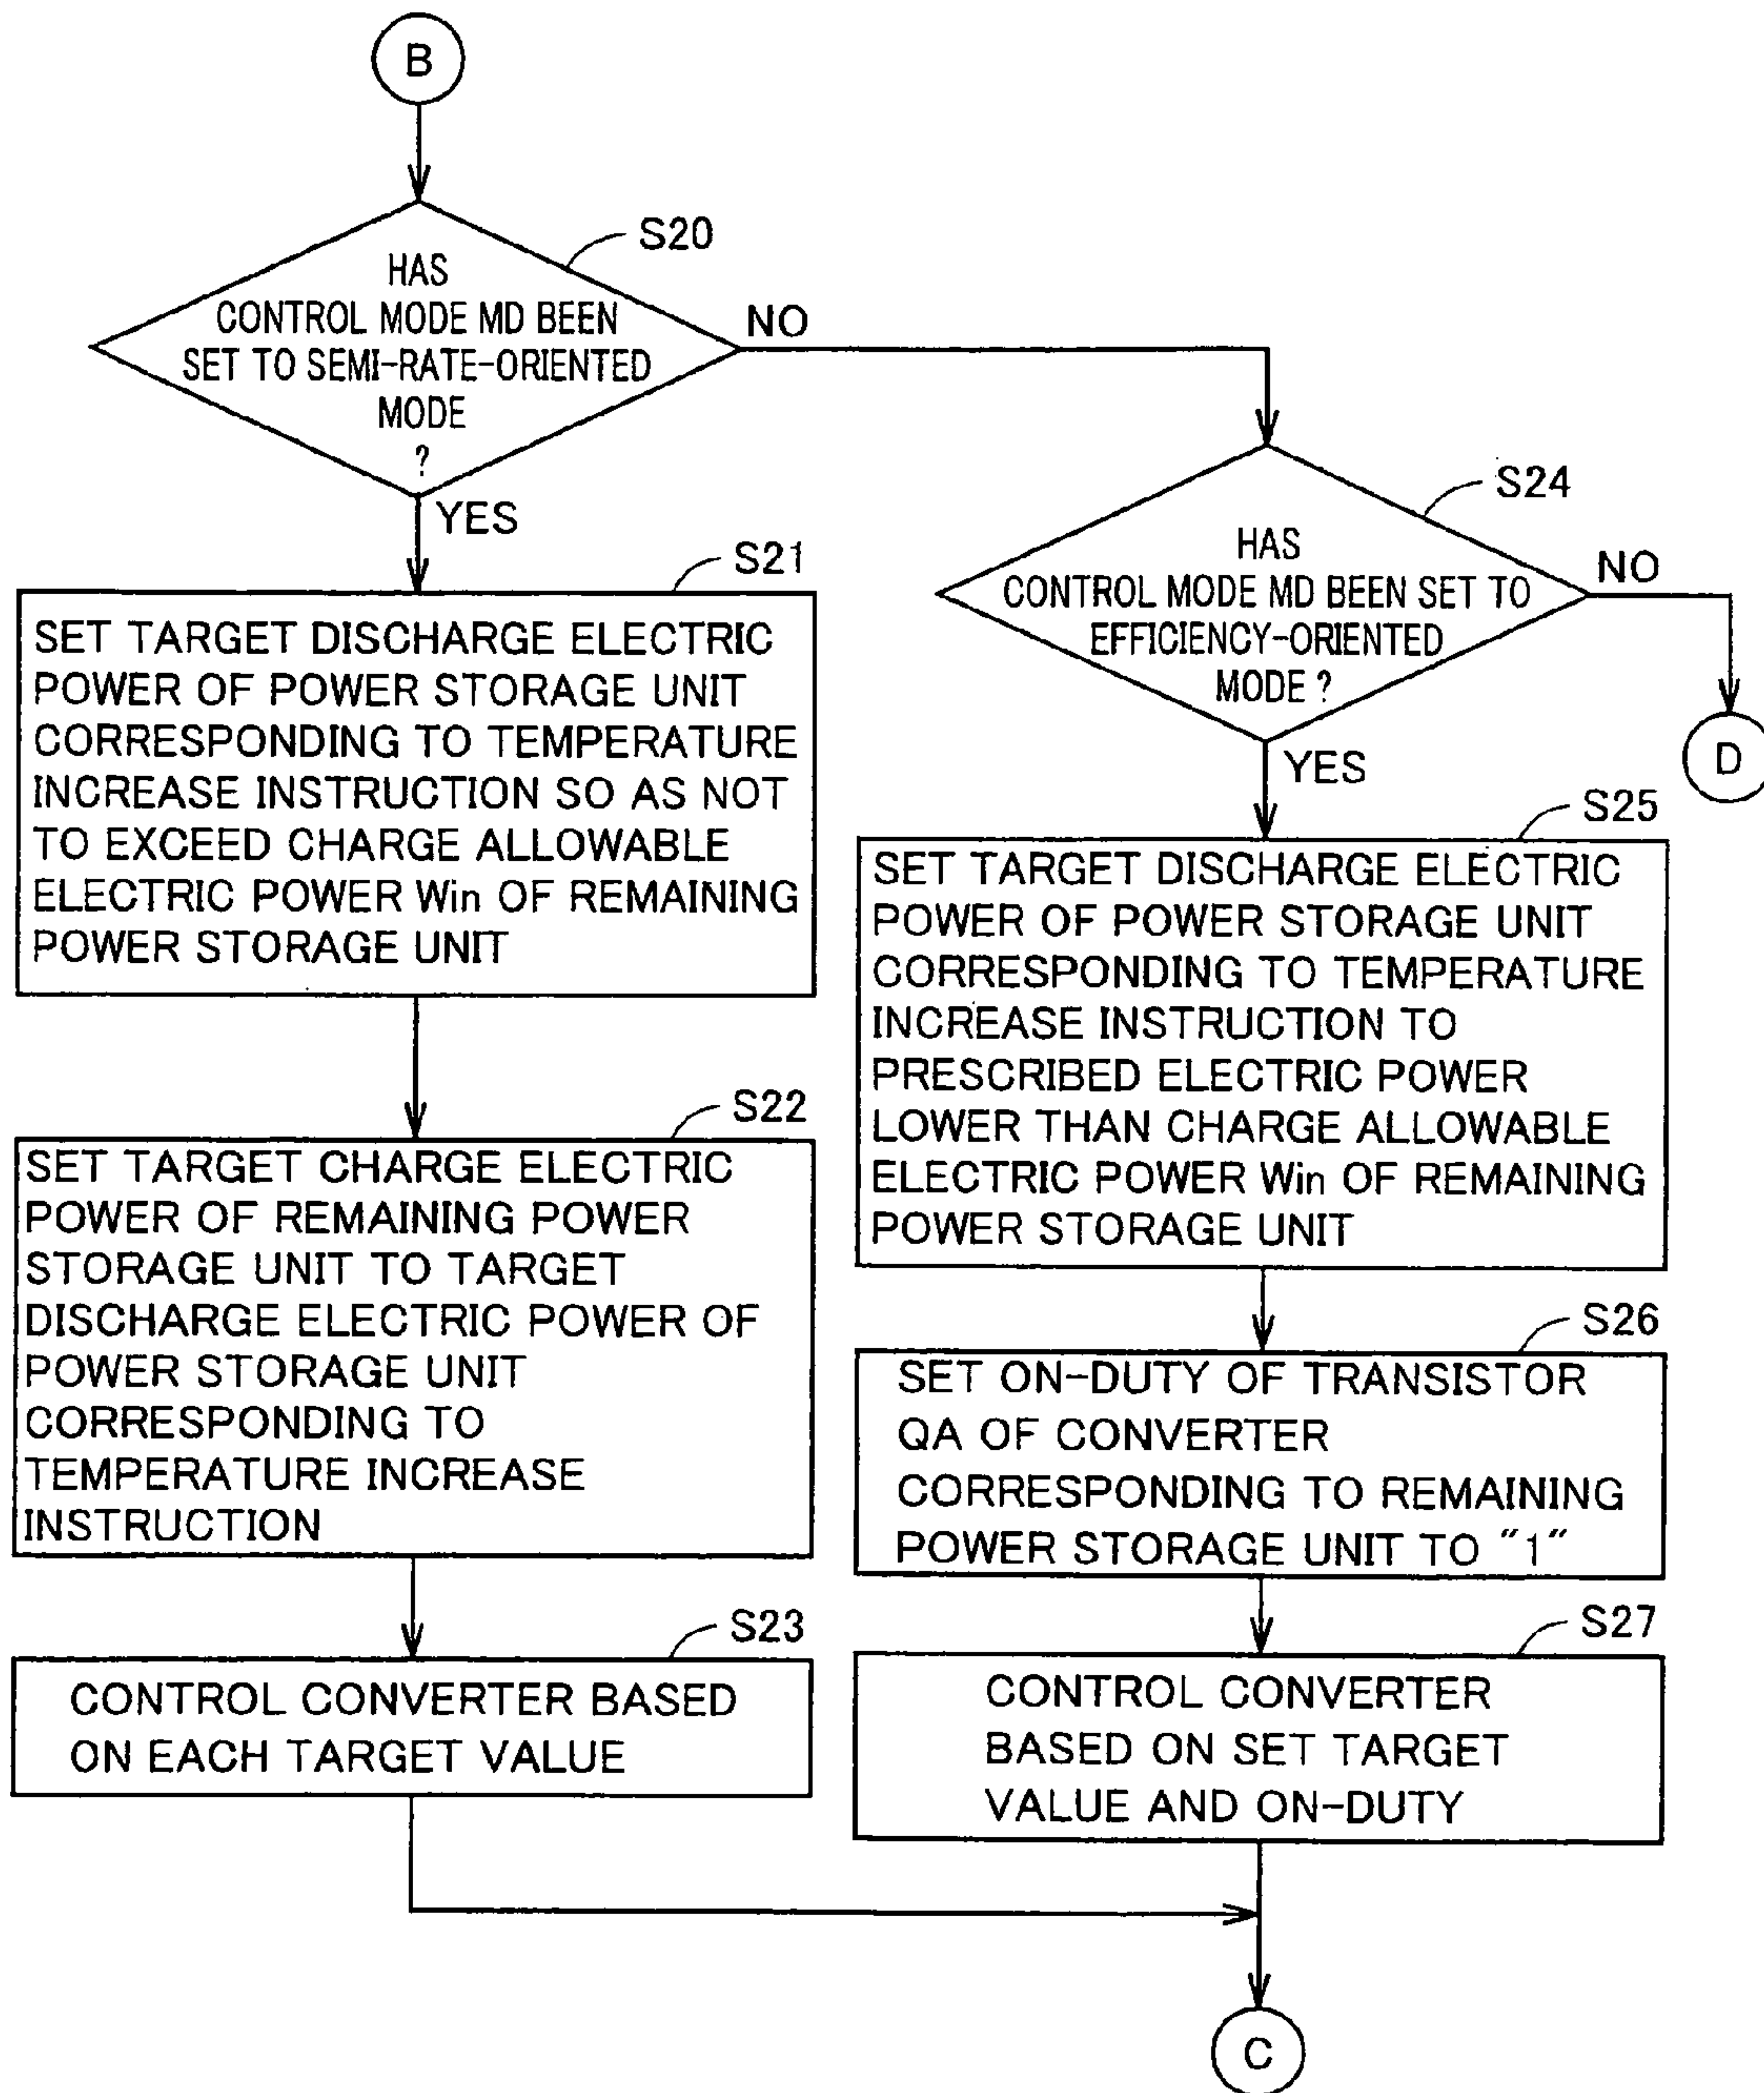 B
S20
HAS
CONTROL MODE MD BEEN
SET TO SEMI-RATE-ORIENTED
MODE
?
NO
YES
S21
SET TARGET DISCHARGE ELECTRIC
POWER OF POWER STORAGE UNIT
CORRESPONDING TO TEMPERATURE
INCREASE INSTRUCTION SO AS NOT
TO EXCEED CHARGE ALLOWABLE
ELECTRIC POWER Win OF REMAINING
POWER STORAGE UNIT
S22
SET TARGET CHARGE ELECTRIC
POWER OF REMAINING POWER
STORAGE UNIT TO TARGET
DISCHARGE ELECTRIC POWER OF
POWER STORAGE UNIT
CORRESPONDING TO
TEMPERATURE INCREASE
INSTRUCTION
S23
CONTROL CONVERTER BASED
ON EACH TARGET VALUE
S24
HAS
CONTROL MODE MD BEEN SET TO
EFFICIENCY-ORIENTED
MODE ?
NO
D
YES
S25
SET TARGET DISCHARGE ELECTRIC
POWER OF POWER STORAGE UNIT
CORRESPONDING TO TEMPERATURE
INCREASE INSTRUCTION TO
PRESCRIBED ELECTRIC POWER
LOWER THAN CHARGE ALLOWABLE
ELECTRIC POWER Win OF REMAINING
POWER STORAGE UNIT
S26
SET ON-DUTY OF TRANSISTOR
QA OF CONVERTER
CORRESPONDING TO REMAINING
POWER STORAGE UNIT TO "1"
S27
CONTROL CONVERTER
BASED ON SET TARGET
VALUE AND ON-DUTY
C